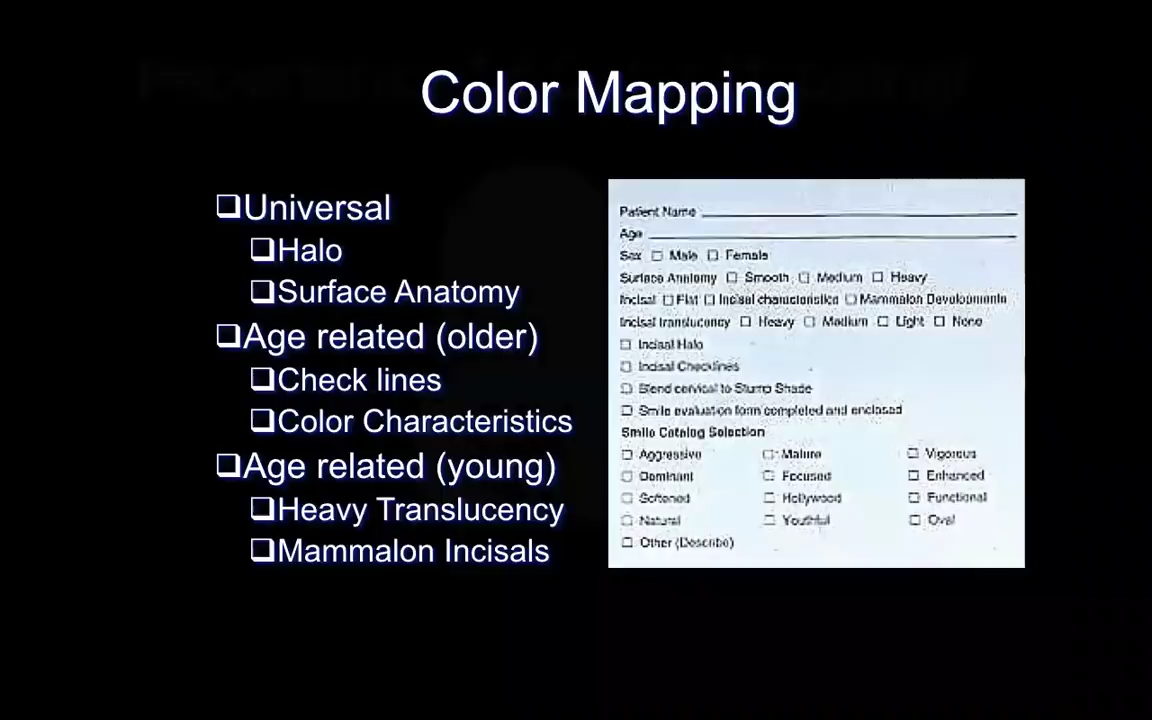 Color Mapping
❑Universal
❑Halo
❑Surface Anatomy
❑Age related (older)
❑Check lines
❑Color Characteristics
❑Age related (young)
❑Heavy Translucency
❑Mammalon Incisals
Patient Name
Age
Sex ☐ Male ☐ Female
Surface Anatomy ☐ Smooth ☐ Medium ☐ Heavy
Incisal ☐ Flat ☐ Incisal characteristics ☐ Mammalon Developments
Incisal translucency ☐ Heavy ☐ Medium ☐ Light ☐ None
☐ Incisal Halo
☐ Incisal Checklines
☐ Blend cervical to Stump Shade
☐ Smile evaluation form completed and enclosed
Smile Catalog Selection
☐ Aggressive ☐ Mature ☐ Vigorous
☐ Dominant ☐ Focused ☐ Enhanced
☐ Softened ☐ Hollywood ☐ Functional
☐ Natural ☐ Youthful ☐ Oval
☐ Other (Describe)